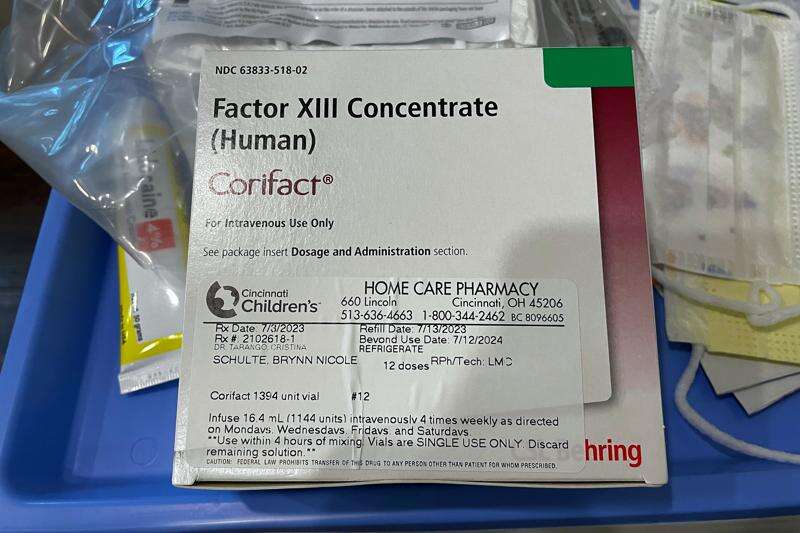 NDC 63833-518-02
Factor XIII Concentrate
(Human)
Corifact®
For Intravenous Use Only
See package insert Dosage and Administration section.
Cincinnati
Children's
HOME CARE PHARMACY
660 Lincoln Cincinnati, OH 45206
513-636-4663 1-800-344-2462 BC 8096605
Rx Date: 7/3/2023 Refill Date: 7/13/2023
Rx #: 2102618-1 Beyond Use Date: 7/12/2024
DR. TARANGO, CRISTINA REFRIGERATE
SCHULTE, BRYNN NICOLE 12 doses RPh/Tech:
Corifact 1394 unit vial #12
Infuse 16.4 mL (1144 units) intravenously 4 times weekly as directed
on Mondays, Wednesdays, Fridays, and Saturdays.
**Use within 4 hours of mixing. Vials are SINGLE USE ONLY. Discard
remaining solution.**
CAUTION: FEDERAL LAW PROHIBITS TRANSFER OF THIS DRUG TO ANY PERSON OTHER THAN PATIENT FOR WHOM PRESCRIBED.
Behring
4%